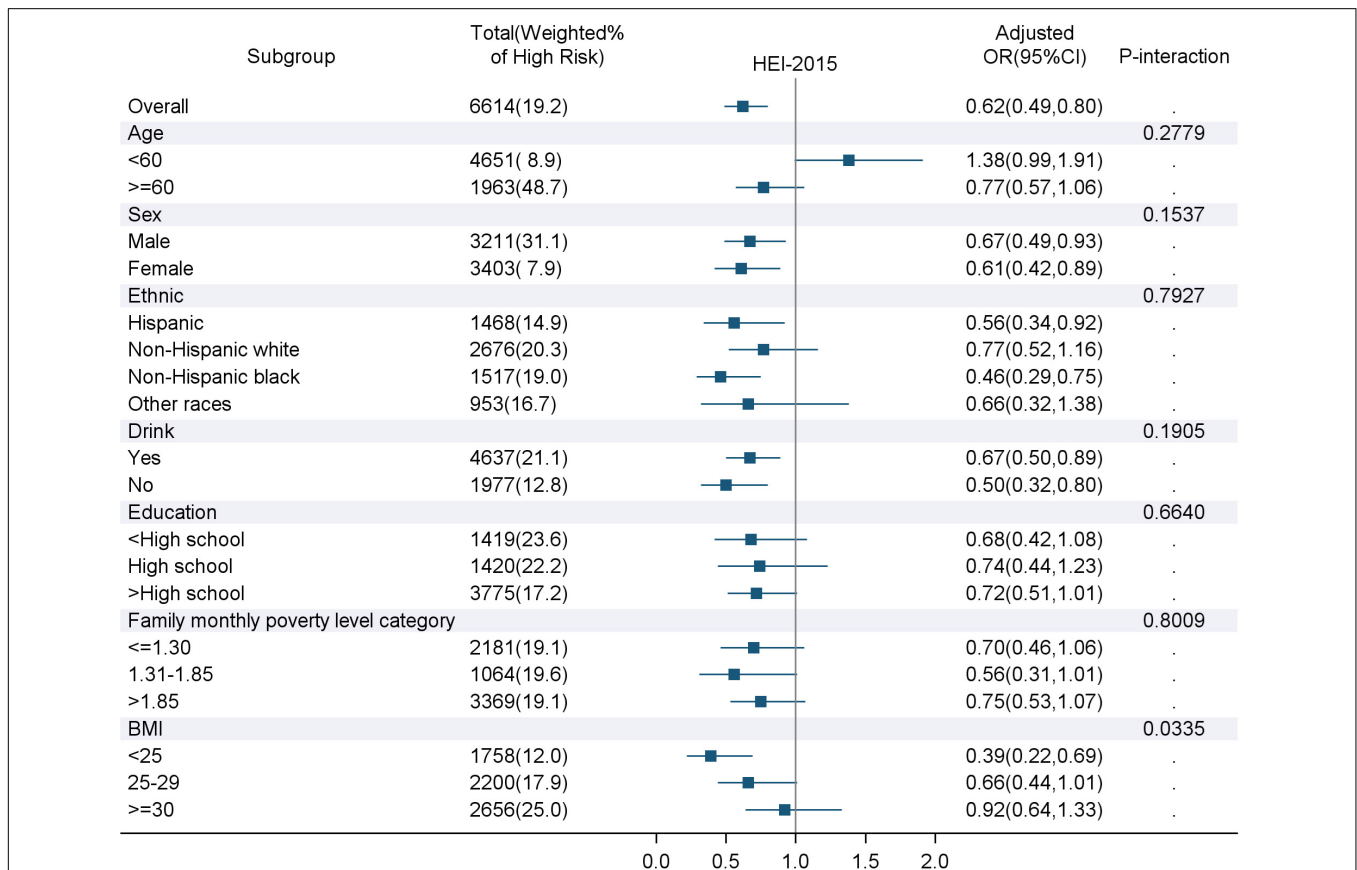 Subgroup Total(Weighted% of High Risk) HEI-2015 Adjusted OR(95%CI) P-interaction
Overall 6614(19.2) 0.62(0.49,0.80) .
Age 0.2779
<60 4651( 8.9) 1.38(0.99,1.91) .
>=60 1963(48.7) 0.77(0.57,1.06) .
Sex 0.1537
Male 3211(31.1) 0.67(0.49,0.93) .
Female 3403( 7.9) 0.61(0.42,0.89) .
Ethnic 0.7927
Hispanic 1468(14.9) 0.56(0.34,0.92) .
Non-Hispanic white 2676(20.3) 0.77(0.52,1.16) .
Non-Hispanic black 1517(19.0) 0.46(0.29,0.75) .
Other races 953(16.7) 0.66(0.32,1.38) .
Drink 0.1905
Yes 4637(21.1) 0.67(0.50,0.89) .
No 1977(12.8) 0.50(0.32,0.80) .
Education 0.6640
<High school 1419(23.6) 0.68(0.42,1.08) .
High school 1420(22.2) 0.74(0.44,1.23) .
>High school 3775(17.2) 0.72(0.51,1.01) .
Family monthly poverty level category 0.8009
<=1.30 2181(19.1) 0.70(0.46,1.06) .
1.31-1.85 1064(19.6) 0.56(0.31,1.01) .
>1.85 3369(19.1) 0.75(0.53,1.07) .
BMI 0.0335
<25 1758(12.0) 0.39(0.22,0.69) .
25-29 2200(17.9) 0.66(0.44,1.01) .
>=30 2656(25.0) 0.92(0.64,1.33) .
0.0 0.5 1.0 1.5 2.0